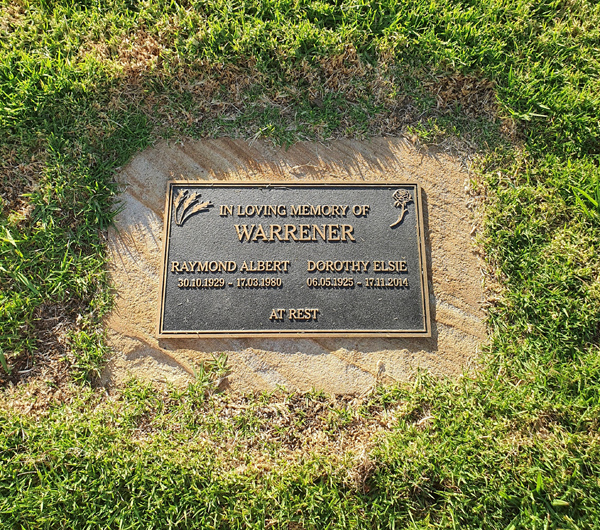 IN LOVING MEMORY OF
WARRENER
RAYMOND ALBERT DOROTHY ELSIE
30.10.1929 - 17.03.1980 06.05.1925 - 17.11.2014
AT REST